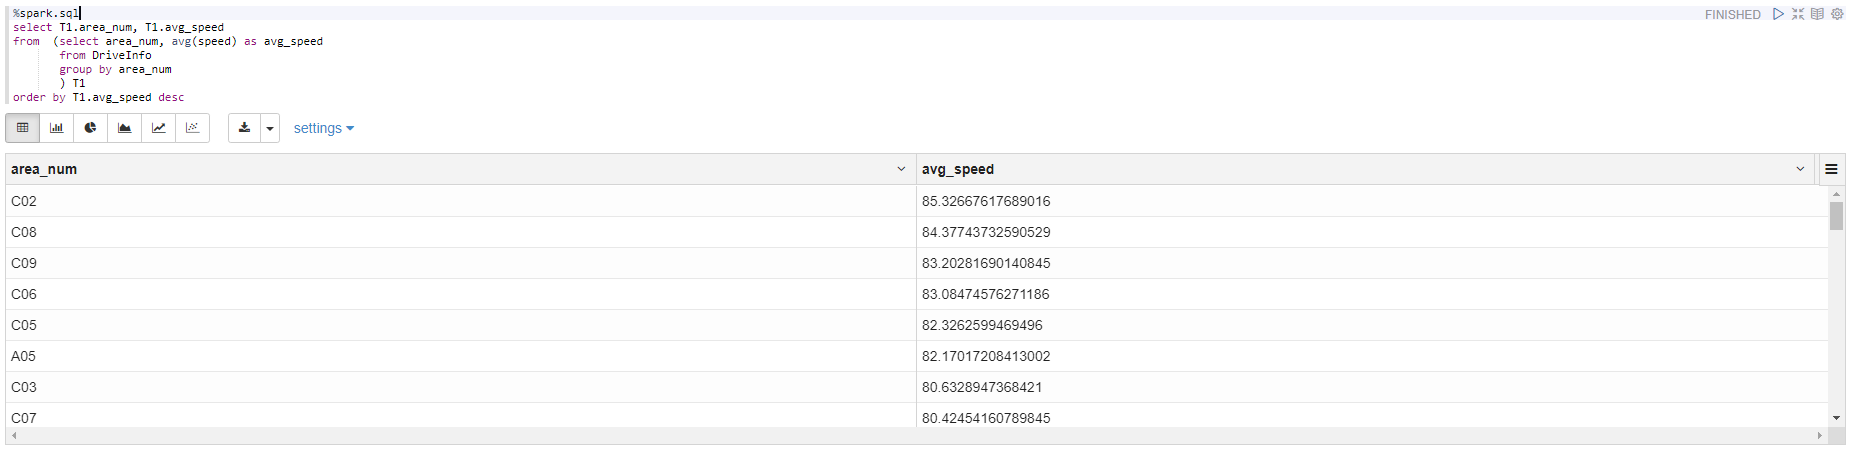 %spark.sql
FINISHED
select T1.area_num, T1.avg_speed
from  (select area_num, avg(speed) as avg_speed
       from DriveInfo
       group by area_num
       ) T1
order by T1.avg_speed desc
settings
area_num avg_speed
C02 85.32667617689016
C08 84.37743732590529
C09 83.20281690140845
C06 83.08474576271186
C05 82.3262599469496
A05 82.17017208413002
C03 80.6328947368421
C07 80.42454160789845